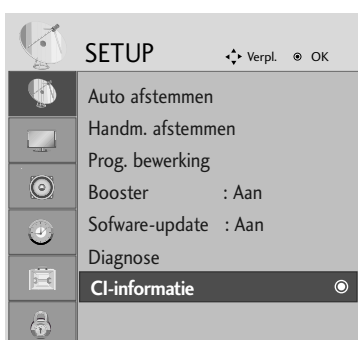 SETUP Verpl. OK
Auto afstemmen
Handm. afstemmen
Prog. bewerking
Booster : Aan
Sofware-update : Aan
Diagnose
CI-informatie